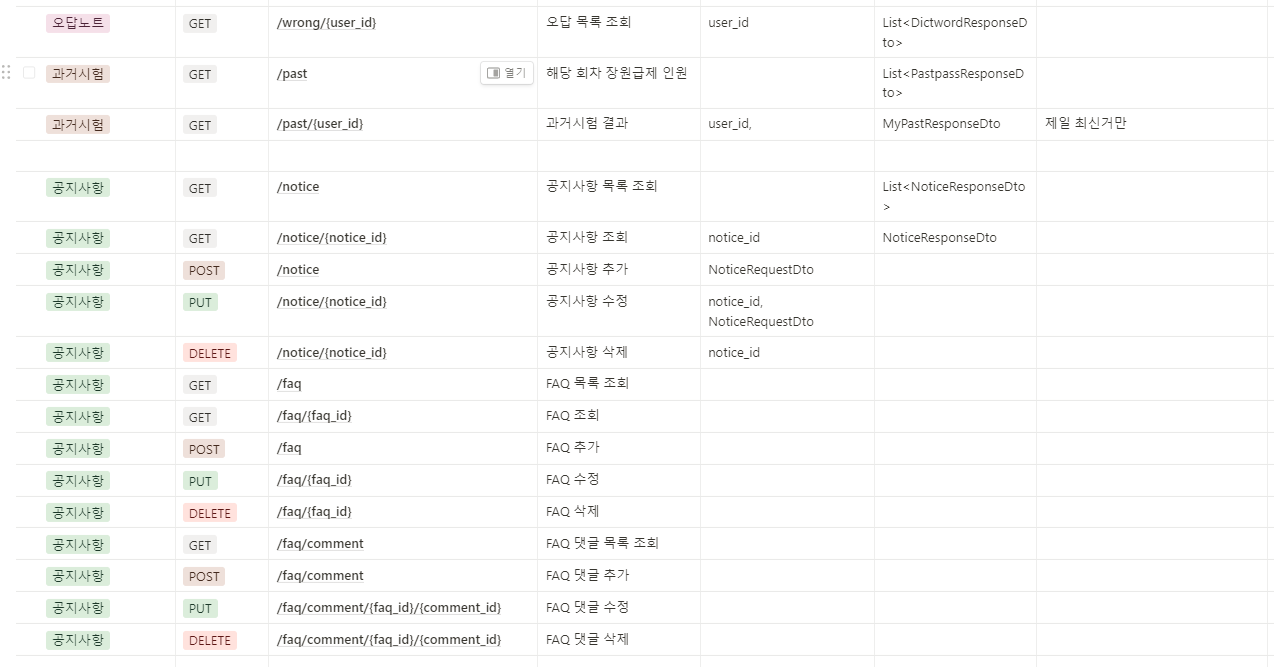 오답노트 GET /wrong/{user_id} 오답 목록 조회 user_id List<DictwordResponseD
to>
과거시험 GET /past 열기 해당 회차 장원급제 인원 List<PastpassResponseD
to>
과거시험 GET /past/{user_id} 과거시험 결과 user_id, MyPastResponseDto 제일 최신거만
공지사항 GET /notice 공지사항 목록 조회 List<NoticeResponseDto
>
공지사항 GET /notice/{notice_id} 공지사항 조회 notice_id NoticeResponseDto
공지사항 POST /notice 공지사항 추가 NoticeRequestDto
공지사항 PUT /notice/{notice_id} 공지사항 수정 notice_id,
NoticeRequestDto
공지사항 DELETE /notice/{notice_id} 공지사항 삭제 notice_id
공지사항 GET /faq FAQ 목록 조회
공지사항 GET /faq/{faq_id} FAQ 조회
공지사항 POST /faq FAQ 추가
공지사항 PUT /faq/{faq_id} FAQ 수정
공지사항 DELETE /faq/{faq_id} FAQ 삭제
공지사항 GET /faq/comment FAQ 댓글 목록 조회
공지사항 POST /faq/comment FAQ 댓글 추가
공지사항 PUT /faq/comment/{faq_id}/{comment_id} FAQ 댓글 수정
공지사항 DELETE /faq/comment/{faq_id}/{comment_id} FAQ 댓글 삭제